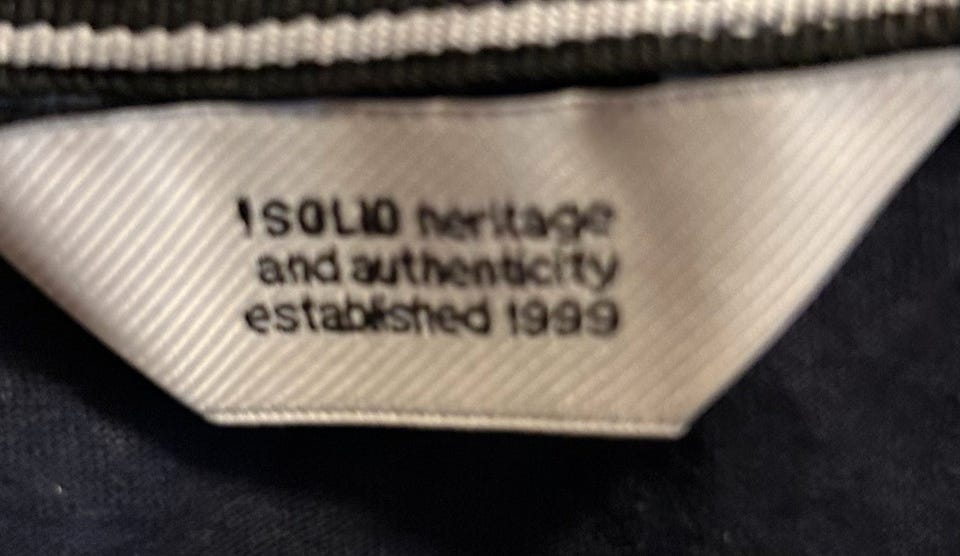 !SOLID heritage
and authenticity
established 1999